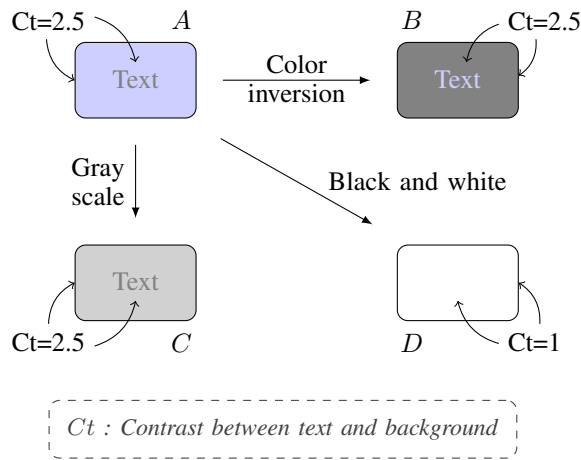 Ct=2.5
A
Text
Color
inversion
B
Ct=2.5
Text
Gray
scale
Black and white
Text
Ct=2.5
C
D
Ct=1
Ct : Contrast between text and background